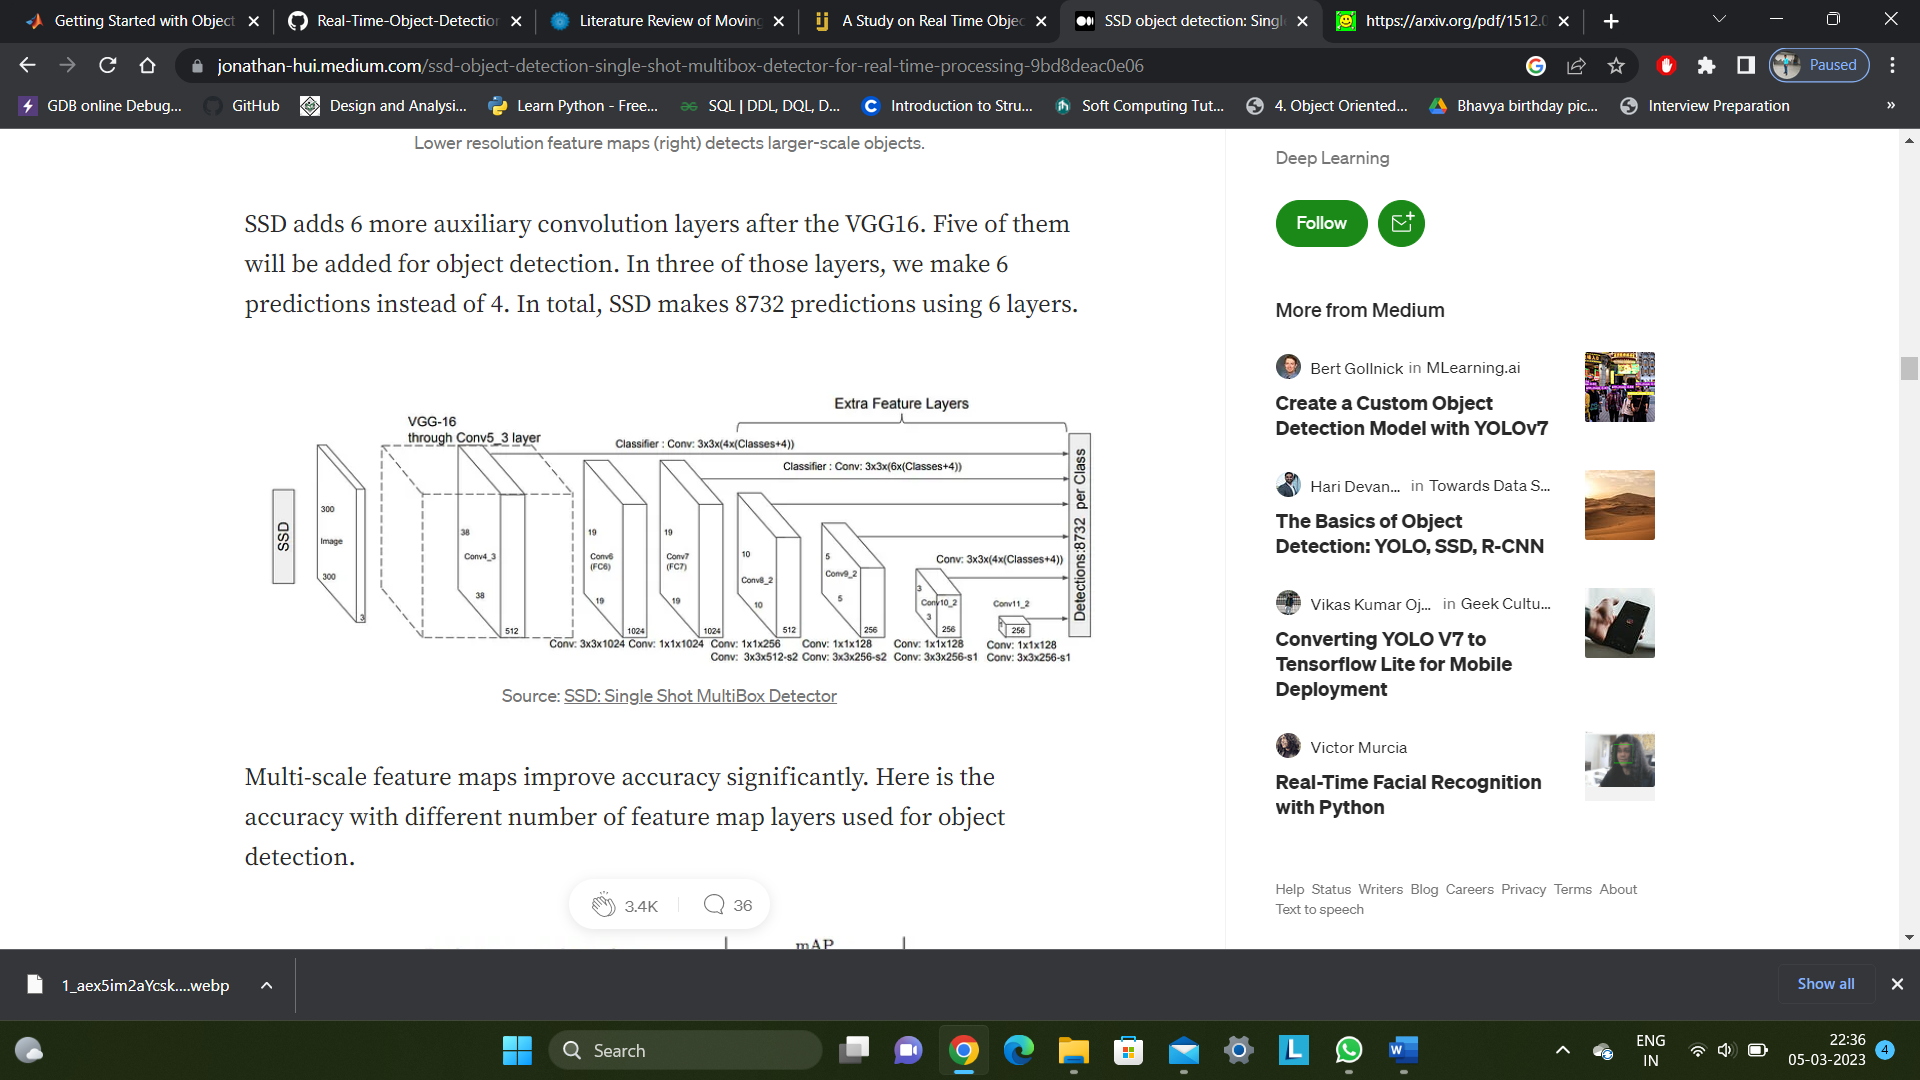 Getting Started with Object
Real-Time-Object-Detection
Literature Review of Moving
A Study on Real Time Objec
SSD object detection: Singl
https://arxiv.org/pdf/1512.0
jonathan-hui.medium.com/ssd-object-detection-single-shot-multibox-detector-for-real-time-processing-9bd8deac0e06
Paused
GDB online Debug...
GitHub
Design and Analysi...
Learn Python - Free...
SQL | DDL, DQL, D...
Introduction to Stru...
Soft Computing Tut...
4. Object Oriented...
Bhavya birthday pic...
Interview Preparation
»
Lower resolution feature maps (right) detects larger-scale objects.
SSD adds 6 more auxiliary convolution layers after the VGG16. Five of them
will be added for object detection. In three of those layers, we make 6
predictions instead of 4. In total, SSD makes 8732 predictions using 6 layers.
Extra Feature Layers
VGG-16
through Conv5_3 layer
Classifier : Conv: 3x3x(4x(Classes+4))
Classifier : Conv: 3x3x(6x(Classes+4))
SSD
300
Image
300
3
38
Conv4_3
38
512
19
Conv6
(FC6)
19
1024
19
Conv7
(FC7)
19
1024
10
Conv8_2
10
512
5
Conv9_2
5
256
Conv: 3x3x(4x(Classes+4))
3
Conv10_2
3
256
Conv11_2
1
256
Detections:8732 per Class
Conv: 3x3x1024 Conv: 1x1x1024 Conv: 1x1x256 Conv: 1x1x128 Conv: 1x1x128 Conv: 1x1x128
Conv: 3x3x512-s2 Conv: 3x3x256-s2 Conv: 3x3x256-s1 Conv: 3x3x256-s1
Source: SSD: Single Shot MultiBox Detector
Multi-scale feature maps improve accuracy significantly. Here is the
accuracy with different number of feature map layers used for object
detection.
3.4K
36
mAP
Deep Learning
Follow
More from Medium
Bert Gollnick in MLearning.ai
Create a Custom Object
Detection Model with YOLOv7
Hari Devan... in Towards Data S...
The Basics of Object
Detection: YOLO, SSD, R-CNN
Vikas Kumar Oj... in Geek Cultu...
Converting YOLO V7 to
Tensorflow Lite for Mobile
Deployment
Victor Murcia
Real-Time Facial Recognition
with Python
Help Status Writers Blog Careers Privacy Terms About
Text to speech
1_aex5im2aYcsk....webp
Show all
Search
ENG
IN
22:36
05-03-2023
4